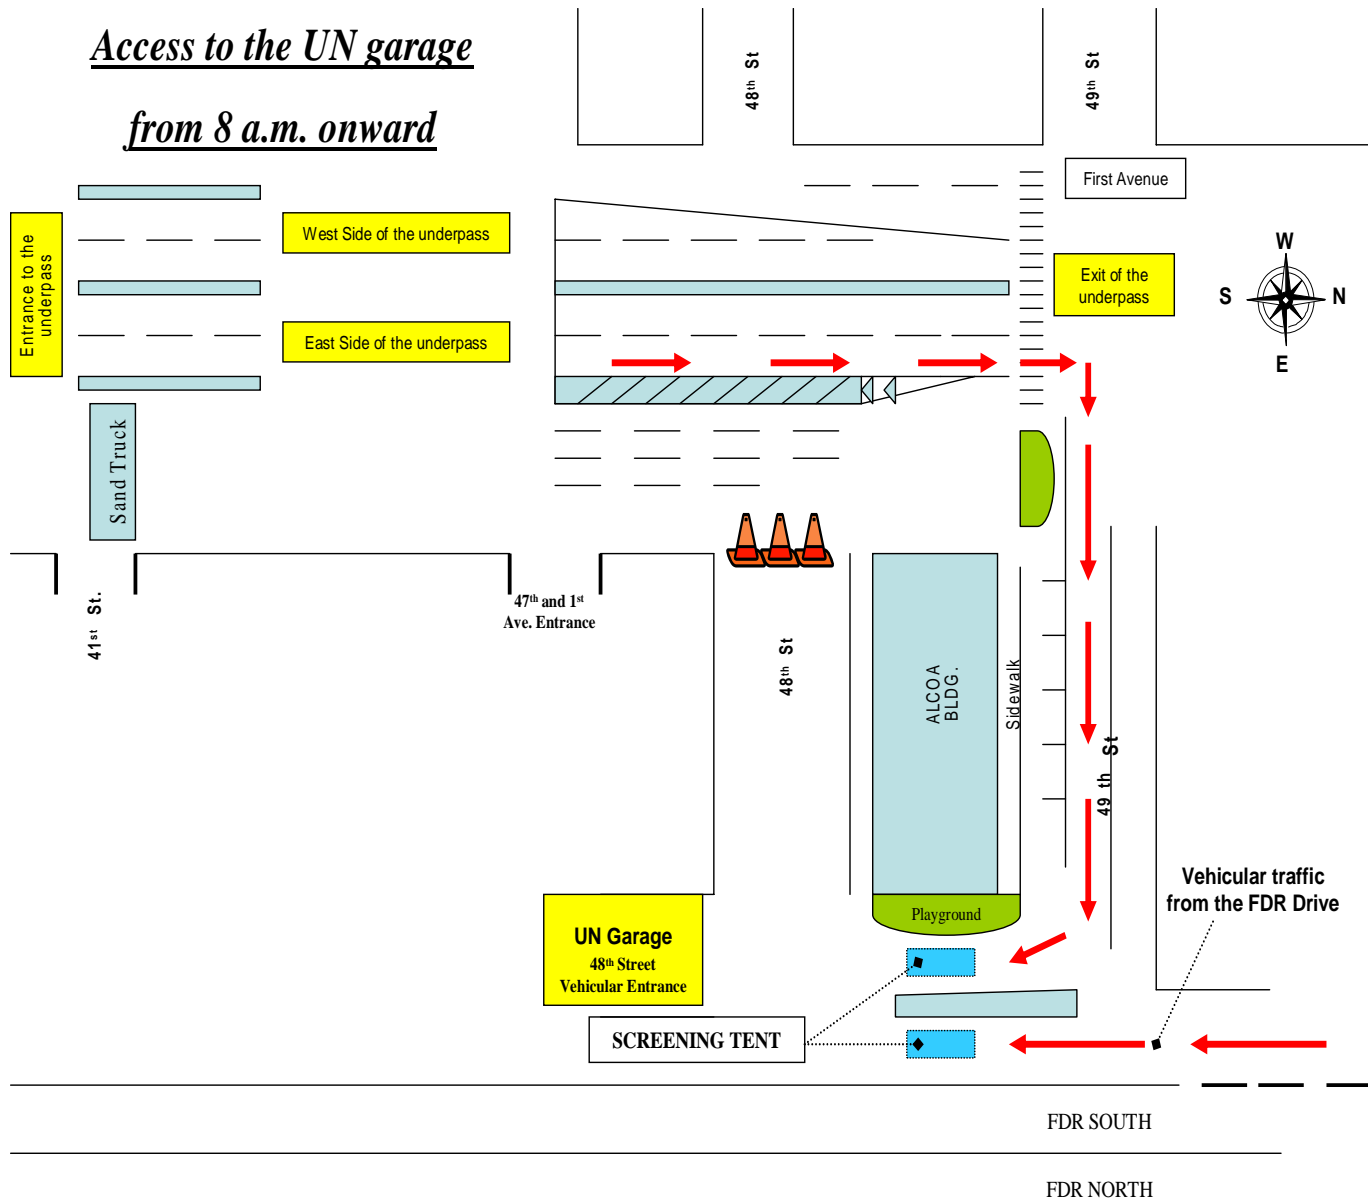 Access to the UN garage
from 8 a.m. onward
48th St
49th St
First Avenue
Entrance to the
underpass
West Side of the underpass
East Side of the underpass
Exit of the
underpass
W
S
N
E
Sand Truck
41st St.
47th and 1st
Ave. Entrance
48th St
ALCOA
BLDG.
Sidewalk
49 th St
Vehicular traffic
from the FDR Drive
Playground
UN Garage
48th Street
Vehicular Entrance
SCREENING TENT
FDR SOUTH
FDR NORTH